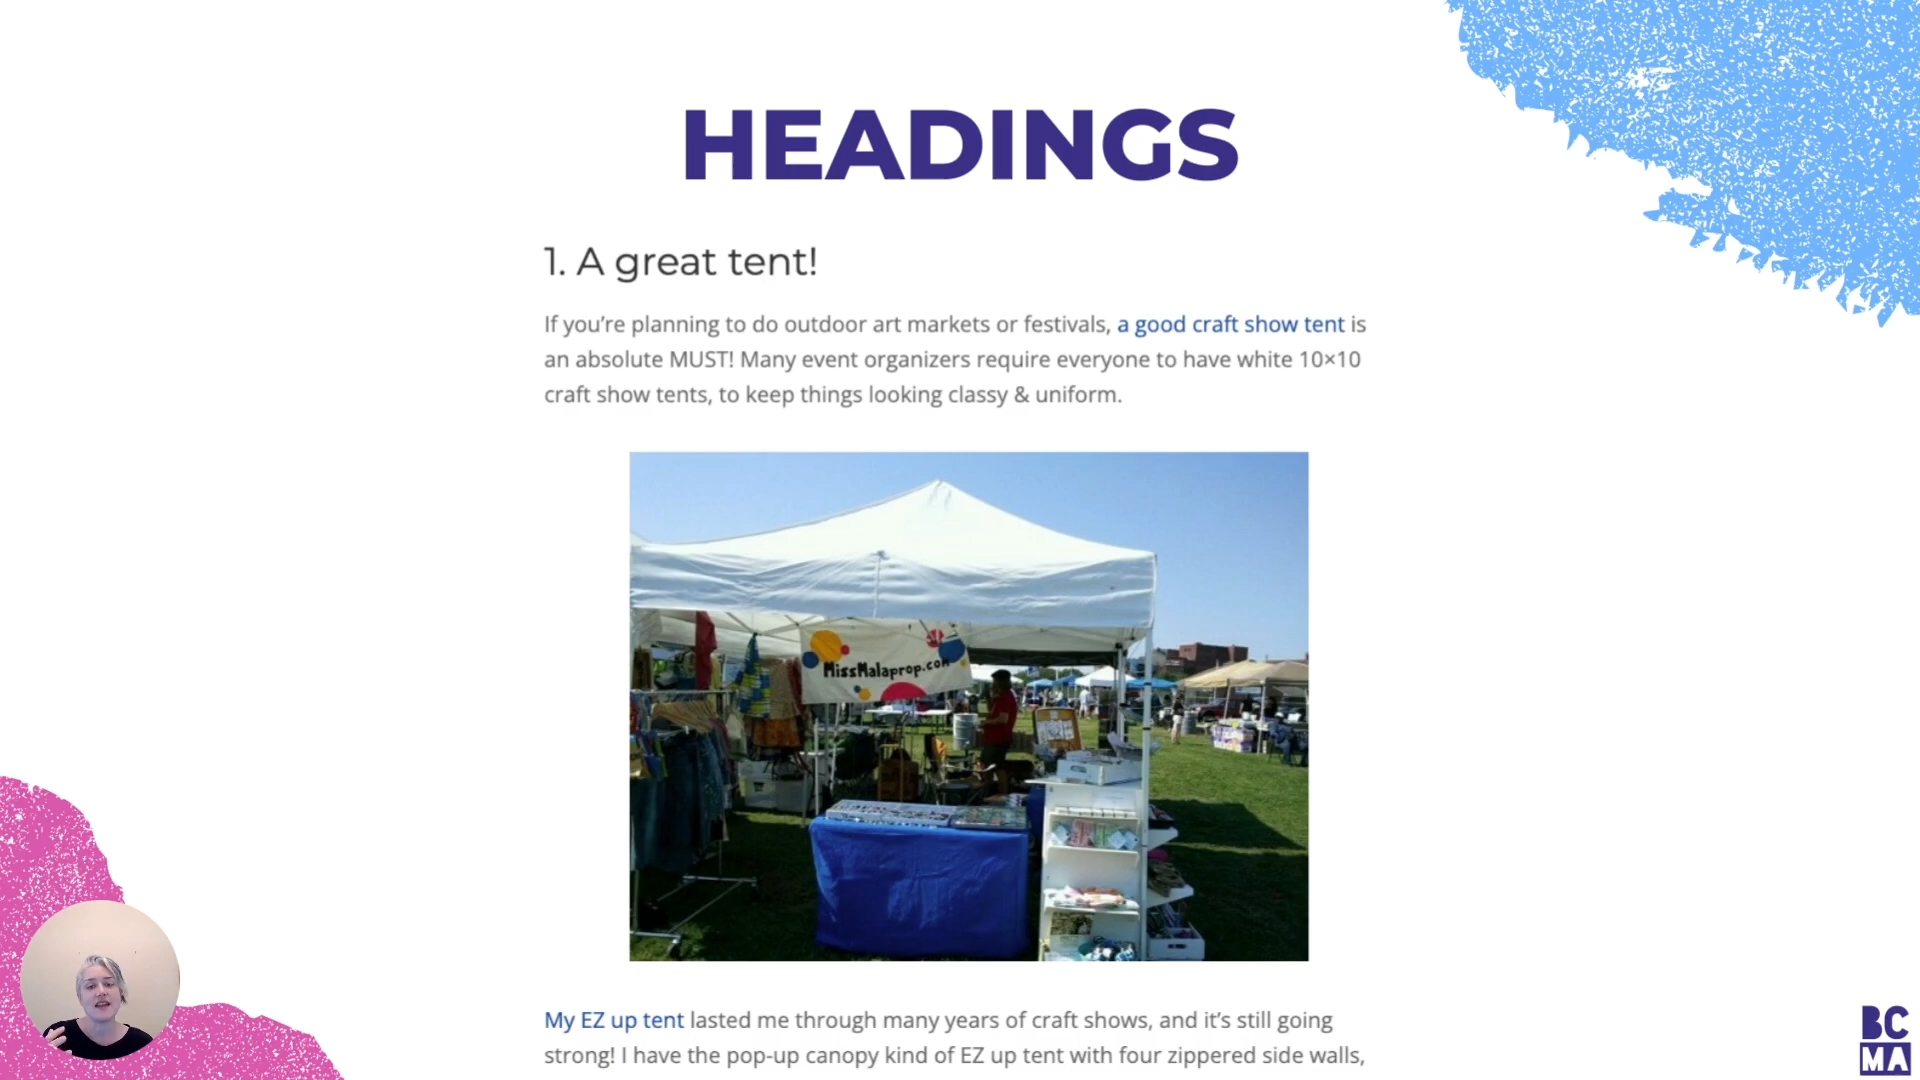 HEADINGS
1. A great tent!
If you’re planning to do outdoor art markets or festivals, a good craft show tent is
an absolute MUST! Many event organizers require everyone to have white 10×10
craft show tents, to keep things looking classy & uniform.
MissMalaprop.com
My EZ up tent lasted me through many years of craft shows, and it’s still going
strong! I have the pop-up canopy kind of EZ up tent with four zippered side walls,
BC
MA